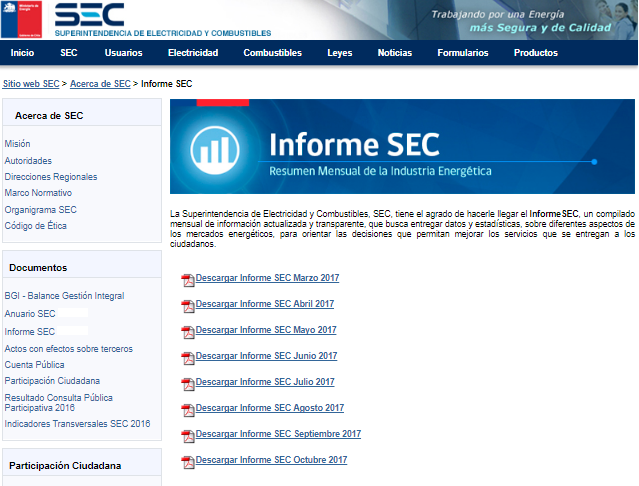 Ministerio de Energía
SEC
SUPERINTENDENCIA DE ELECTRICIDAD Y COMBUSTIBLES
Trabajando por una Energía
más Segura y de Calidad
Inicio SEC Usuarios Electricidad Combustibles Leyes Noticias Formularios Productos
Sitio web SEC > Acerca de SEC > Informe SEC
Acerca de SEC
Misión
Autoridades
Direcciones Regionales
Marco Normativo
Organigrama SEC
Código de Ética
Documentos
BGI - Balance Gestión Integral
Anuario SEC
Informe SEC
Actos con efectos sobre terceros
Cuenta Pública
Participación Ciudadana
Resultado Consulta Pública
Participativa 2016
Indicadores Transversales SEC 2016
Participación Ciudadana
Informe SEC
Resumen Mensual de la Industria Energética
La Superintendencia de Electricidad y Combustibles, SEC, tiene el agrado de hacerle llegar el InformeSEC, un compilado
mensual de información actualizada y transparente, que busca entregar datos y estadísticas, sobre diferentes aspectos de
los mercados energéticos, para orientar las decisiones que permitan mejorar los servicios que se entregan a los
ciudadanos.
Descargar Informe SEC Marzo 2017
Descargar Informe SEC Abril 2017
Descargar Informe SEC Mayo 2017
Descargar Informe SEC Junio 2017
Descargar Informe SEC Julio 2017
Descargar Informe SEC Agosto 2017
Descargar Informe SEC Septiembre 2017
Descargar Informe SEC Octubre 2017